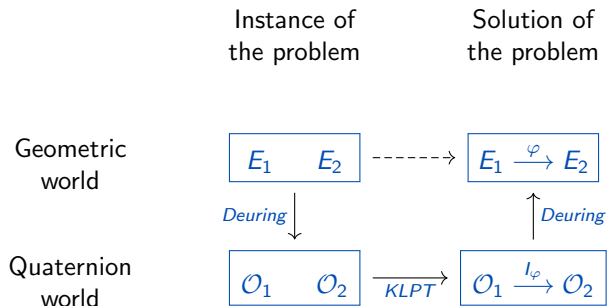 Instance of
the problem
Solution of
the problem
Geometric
world
E₁ E₂
E₁ —φ→ E₂
Deuring
Deuring
Quaternion
world
𝒪₁ 𝒪₂
KLPT
𝒪₁ —I_φ→ 𝒪₂